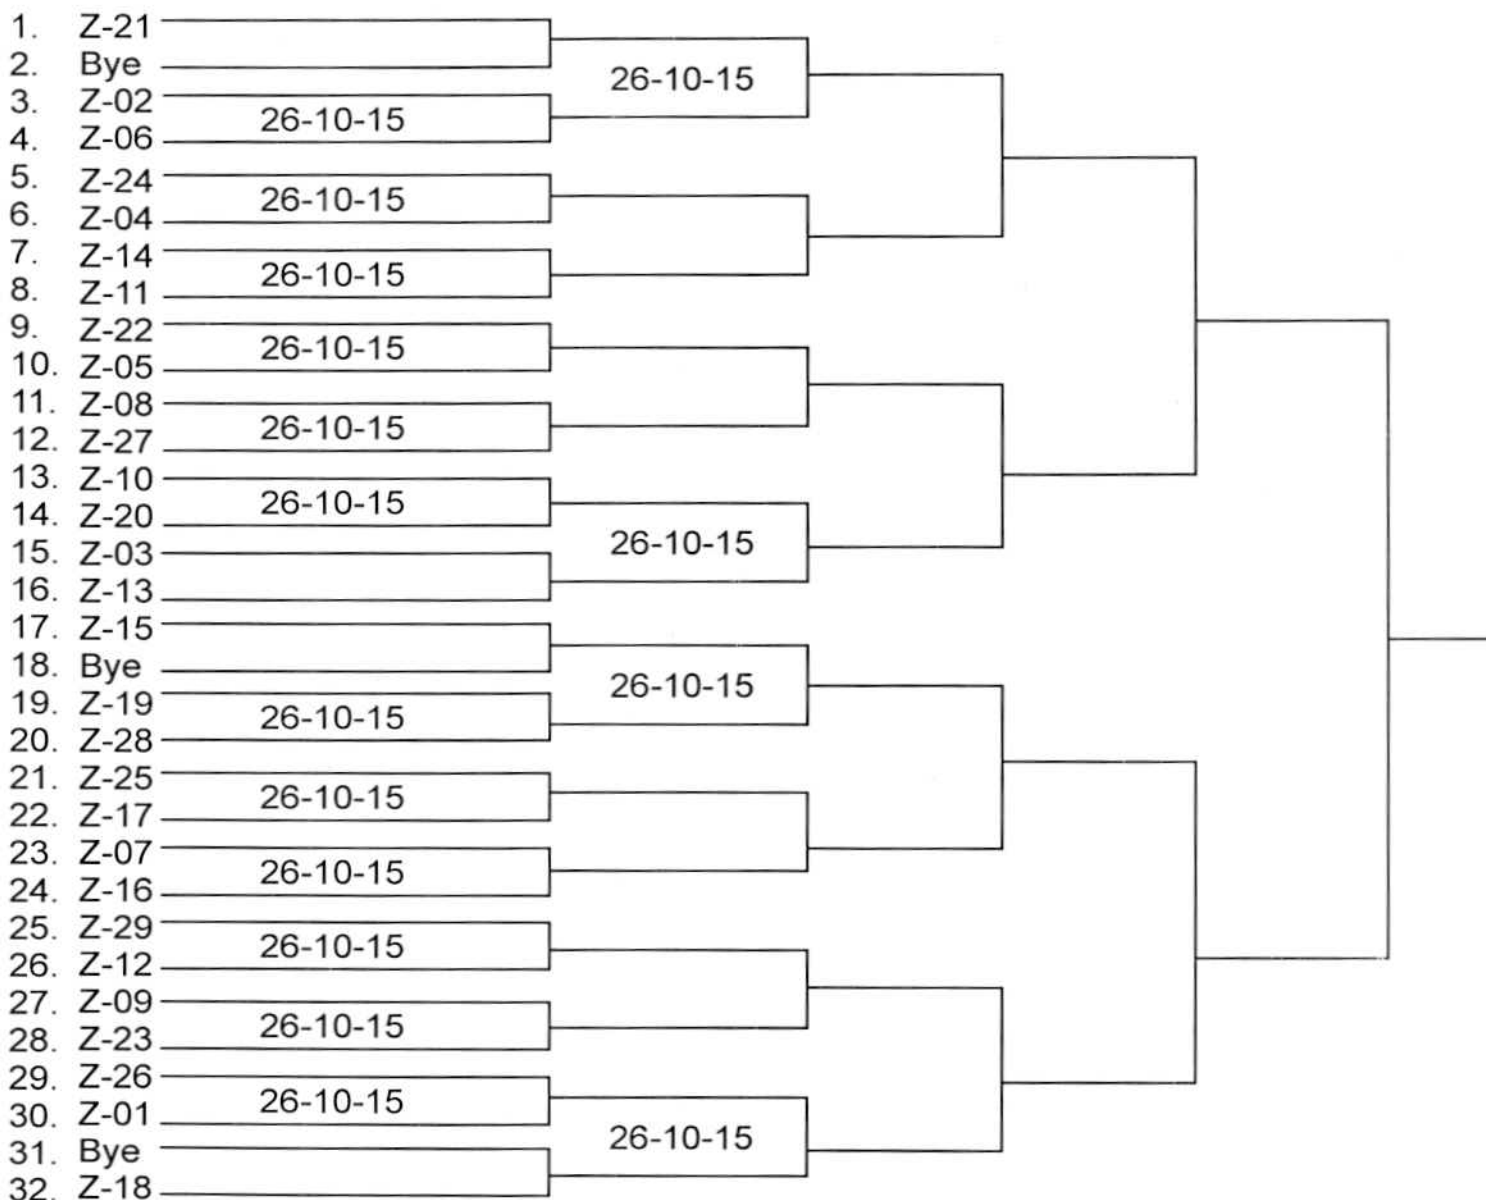 1. Z-21
2. Bye
26-10-15
3. Z-02
26-10-15
4. Z-06
5. Z-24
26-10-15
6. Z-04
7. Z-14
26-10-15
8. Z-11
9. Z-22
26-10-15
10. Z-05
11. Z-08
26-10-15
12. Z-27
13. Z-10
26-10-15
14. Z-20
26-10-15
15. Z-03
16. Z-13
17. Z-15
18. Bye
26-10-15
19. Z-19
26-10-15
20. Z-28
21. Z-25
26-10-15
22. Z-17
23. Z-07
26-10-15
24. Z-16
25. Z-29
26-10-15
26. Z-12
27. Z-09
26-10-15
28. Z-23
29. Z-26
26-10-15
30. Z-01
26-10-15
31. Bye
32. Z-18